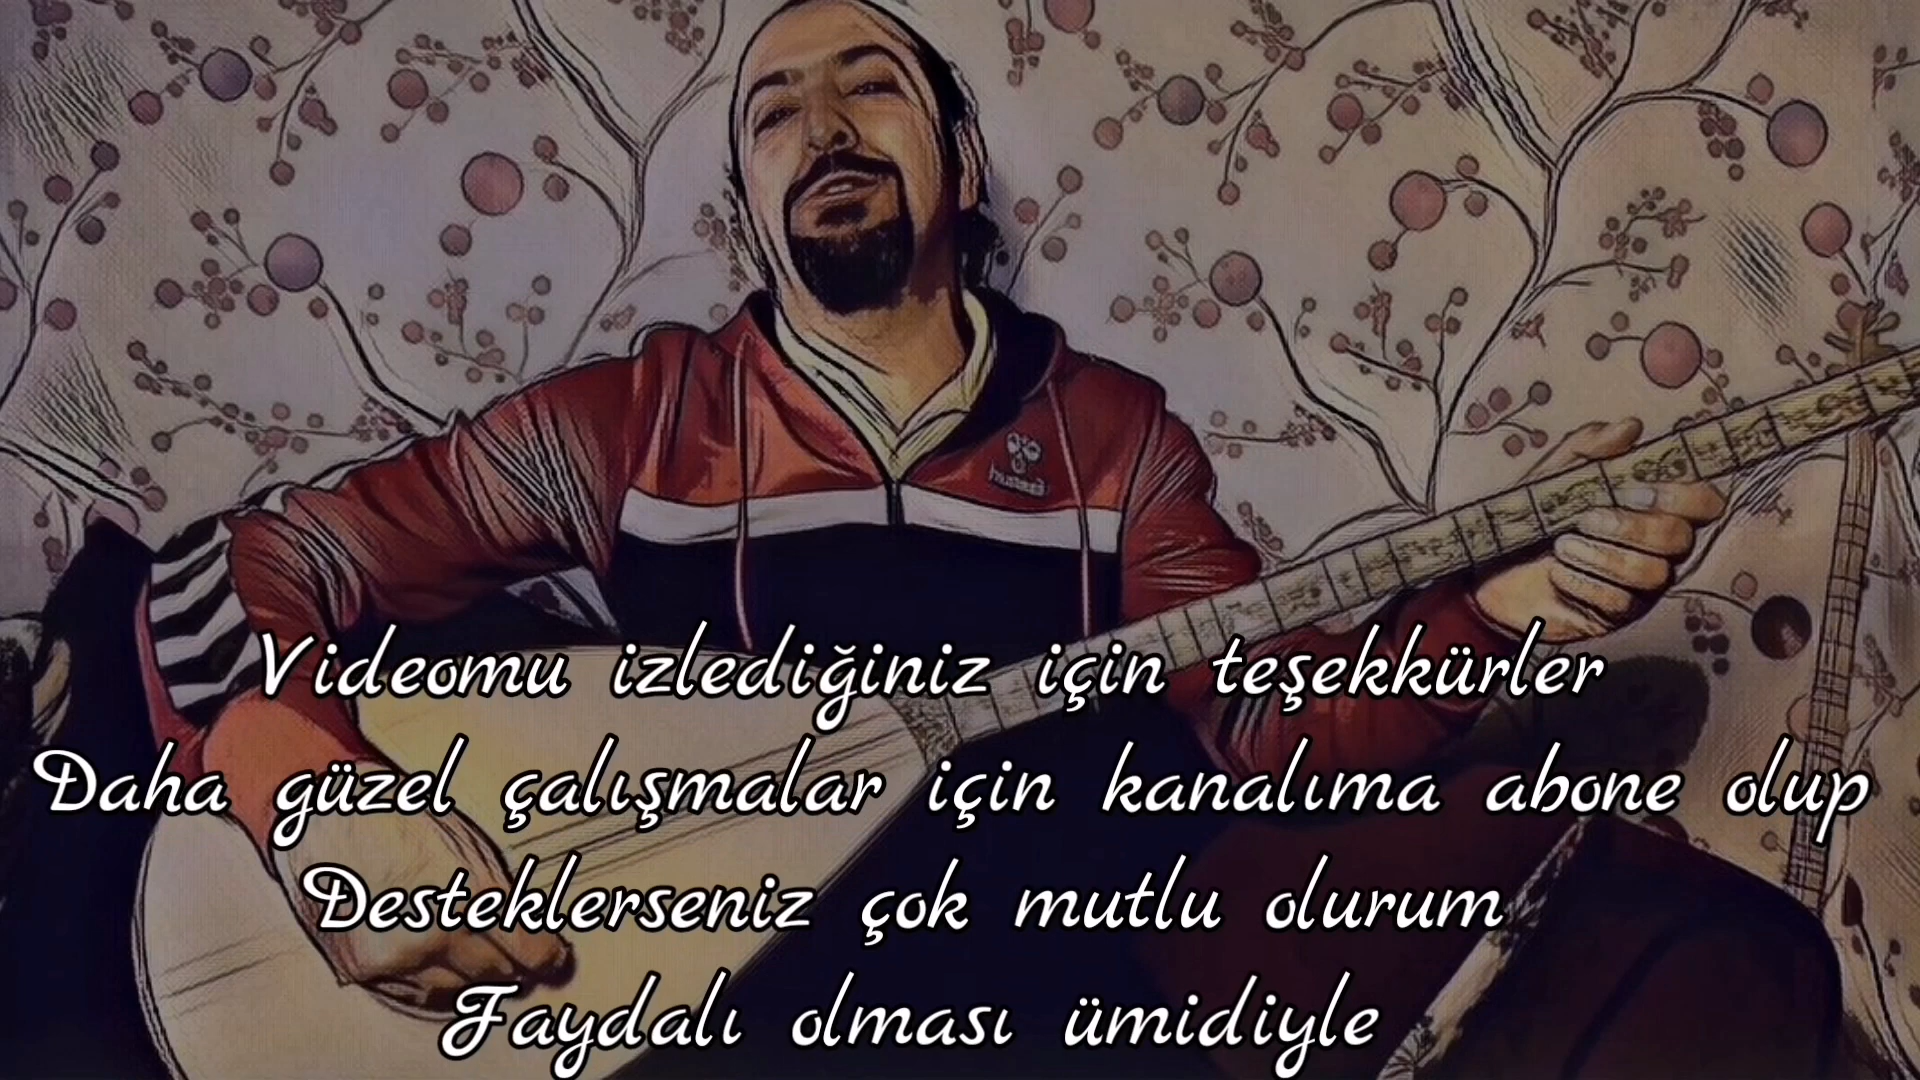 Videomu izlediğiniz için teşekkürler
Daha güzel çalışmalar için kanalıma abone olup
Desteklerseniz çok mutlu olurum
Faydalı olması ümidiyle